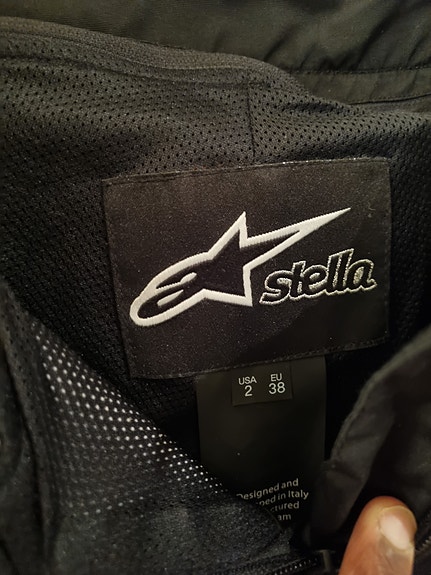 stella
USA EU
2 38
Designed and
ped in Italy
ctured
am